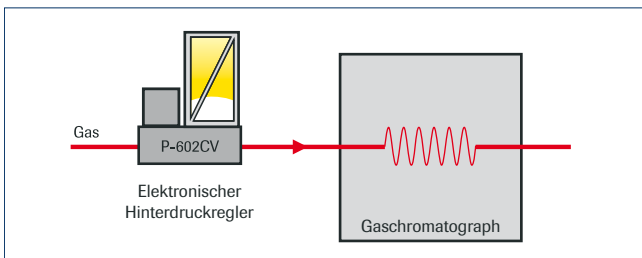 Gas
P-602CV
Elektronischer
Hinterdruckregler
Gaschromatograph